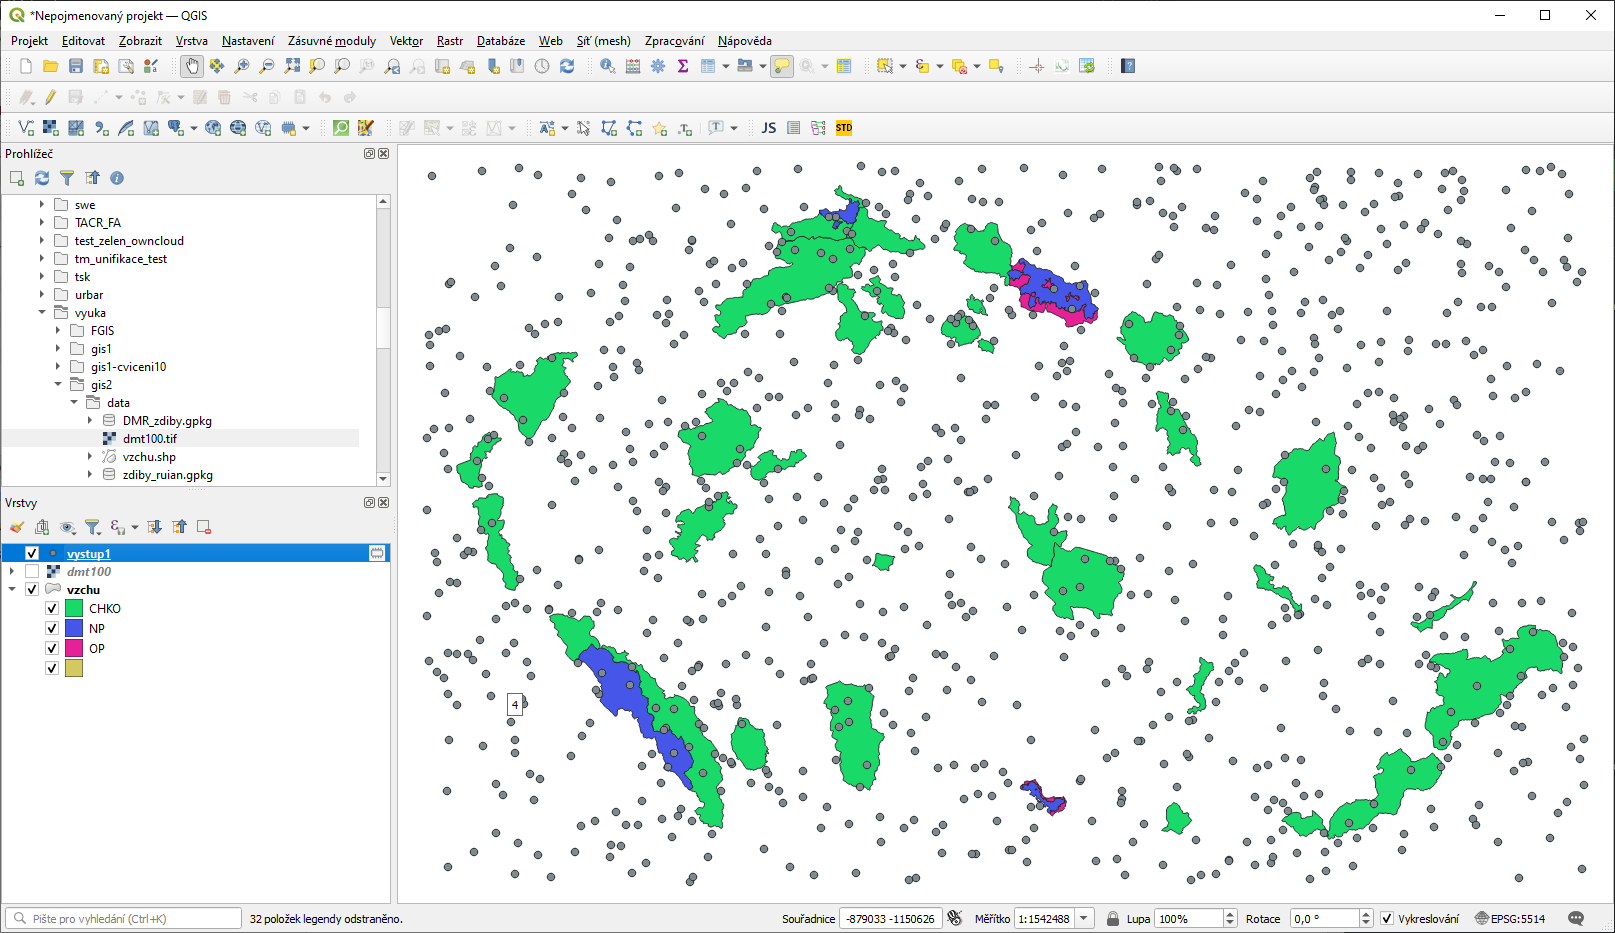 *Nepojmenovaný projekt — QGIS
Projekt Editovat Zobrazit Vrstva Nastavení Zásuvné moduly Vektor Rastr Databáze Web Síť (mesh) Zpracování Nápověda
JS STD
Prohlížeč
swe
TACR_FA
test_zelen_owncloud
tm_unifikace_test
tsk
urbar
vyuka
FGIS
gis1
gis1-cviceni10
gis2
data
DMR_zdiby.gpkg
dmt100.tif
vzchu.shp
zdiby_ruian.gpkg
Vrstvy
vystup1
dmt100
vzchu
CHKO
NP
OP
4
Pište pro vyhledání (Ctrl+K) 32 položek legendy odstraněno. Souřadnice -879033 -1150626 Měřítko 1:1542488 Lupa 100% Rotace 0,0 ° Vykreslování EPSG:5514